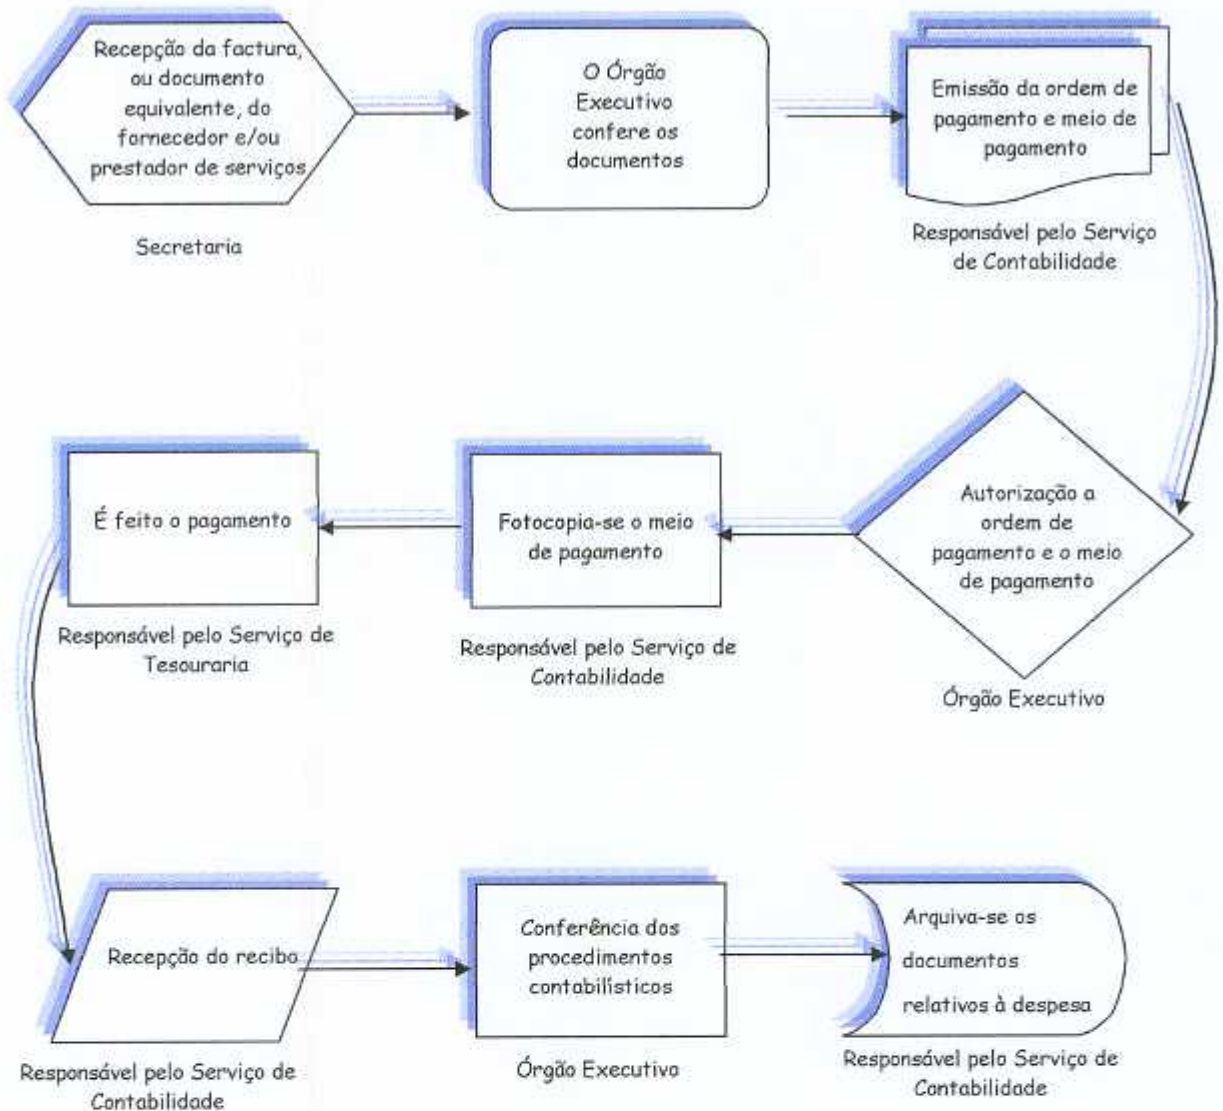 Recepção da factura,
ou documento
equivalente, do
fornecedor e/ou
prestador de serviços
Secretaria
O Órgão
Executivo
confere os
documentos
Emissão da ordem de
pagamento e meio de
pagamento
Responsável pelo Serviço
de Contabilidade
Autorização a
ordem de
pagamento e o meio
de pagamento
Órgão Executivo
Fotocopia-se o meio
de pagamento
Responsável pelo Serviço de
Contabilidade
É feito o pagamento
Responsável pelo Serviço de
Tesouraria
Recepção do recibo
Responsável pelo Serviço de
Contabilidade
Conferência dos
procedimentos
contabilísticos
Órgão Executivo
Arquiva-se os
documentos
relativos à despesa
Responsável pelo Serviço de
Contabilidade